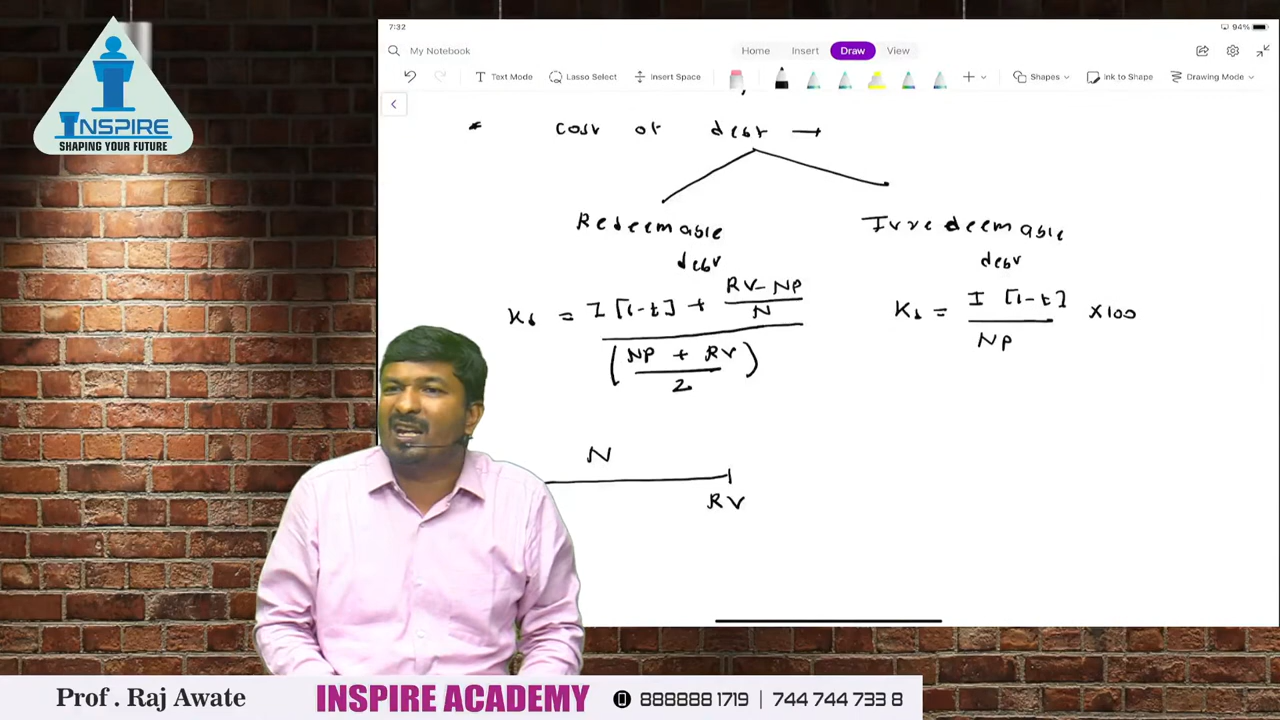 INSPIRE
SHAPING YOUR FUTURE
7:32
94%
My Notebook
Home Insert Draw View
Text Mode Lasso Select Insert Space Shapes Ink to Shape Drawing Mode
* Cost of debt →
Redeemable debt
Irredeemable debt
Kd = I [1-t] + RV - NP / N
(NP + RV / 2)
Kd = I [1-t] / NP × 100
N
RV
Prof . Raj Awate INSPIRE ACADEMY 888888 1719 | 744 744 733 8